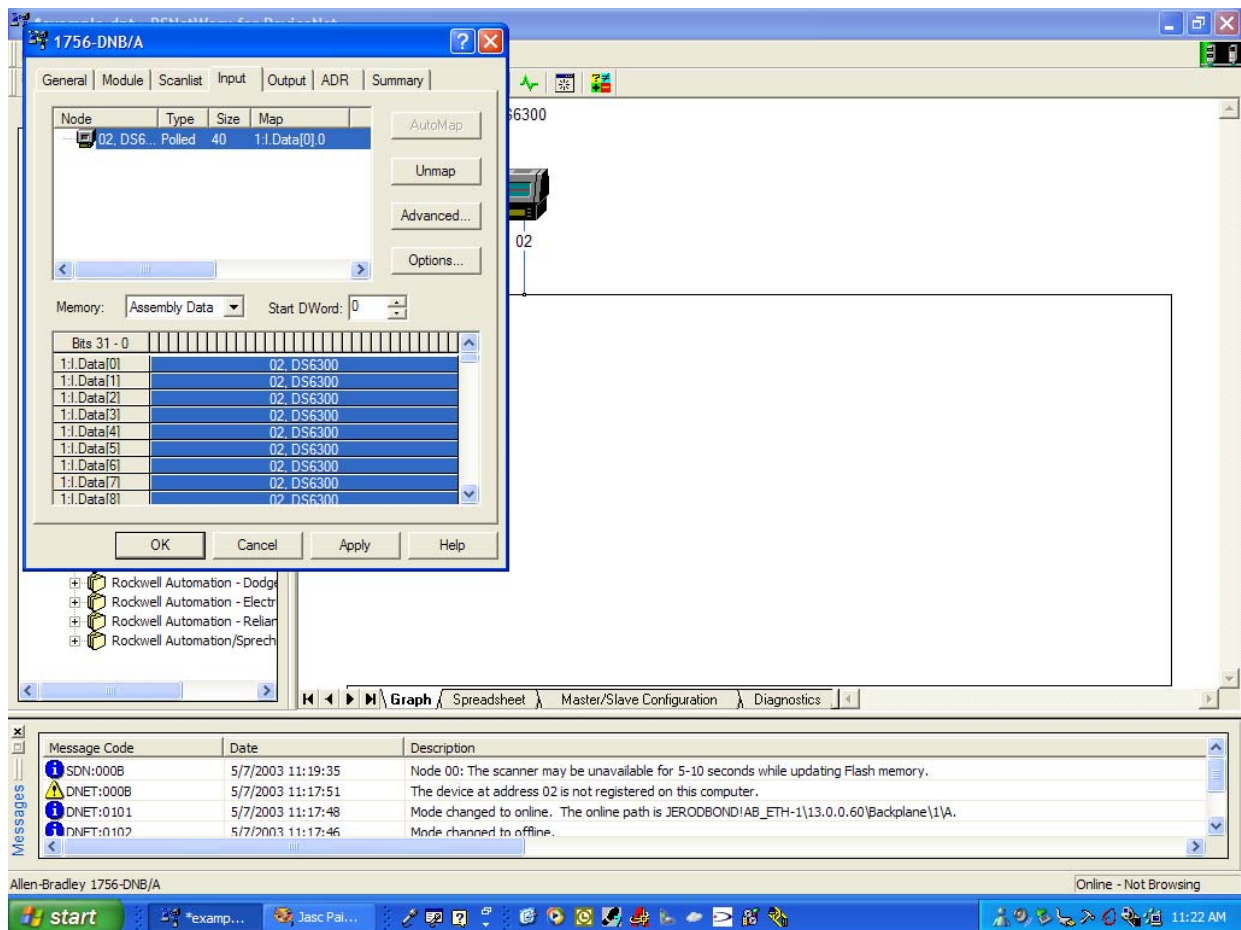 1756-DNB/A
General Module Scanlist Input Output ADR Summary
Node Type Size Map
02, DS6... Polled 40 1:I.Data[0].0
AutoMap
Unmap
Advanced...
Options...
Memory: Assembly Data Start DWord: 0
Bits 31 - 0
1:I.Data[0] 02, DS6300
1:I.Data[1] 02, DS6300
1:I.Data[2] 02, DS6300
1:I.Data[3] 02, DS6300
1:I.Data[4] 02, DS6300
1:I.Data[5] 02, DS6300
1:I.Data[6] 02, DS6300
1:I.Data[7] 02, DS6300
1:I.Data[8] 02, DS6300
OK Cancel Apply Help
S6300
02
Rockwell Automation - Dodge
Rockwell Automation - Electr
Rockwell Automation - Relian
Rockwell Automation/Sprech
Graph Spreadsheet Master/Slave Configuration Diagnostics
Messages
Message Code Date Description
SDN:000B 5/7/2003 11:19:35 Node 00: The scanner may be unavailable for 5-10 seconds while updating Flash memory.
DNET:000B 5/7/2003 11:17:51 The device at address 02 is not registered on this computer.
DNET:0101 5/7/2003 11:17:48 Mode changed to online. The online path is JERODBOND!AB_ETH-1\13.0.0.60\Backplane\1\A.
DNET:0102 5/7/2003 11:17:46 Mode changed to offline.
Allen-Bradley 1756-DNB/A Online - Not Browsing
start *examp... Jasc Pai... 11:22 AM